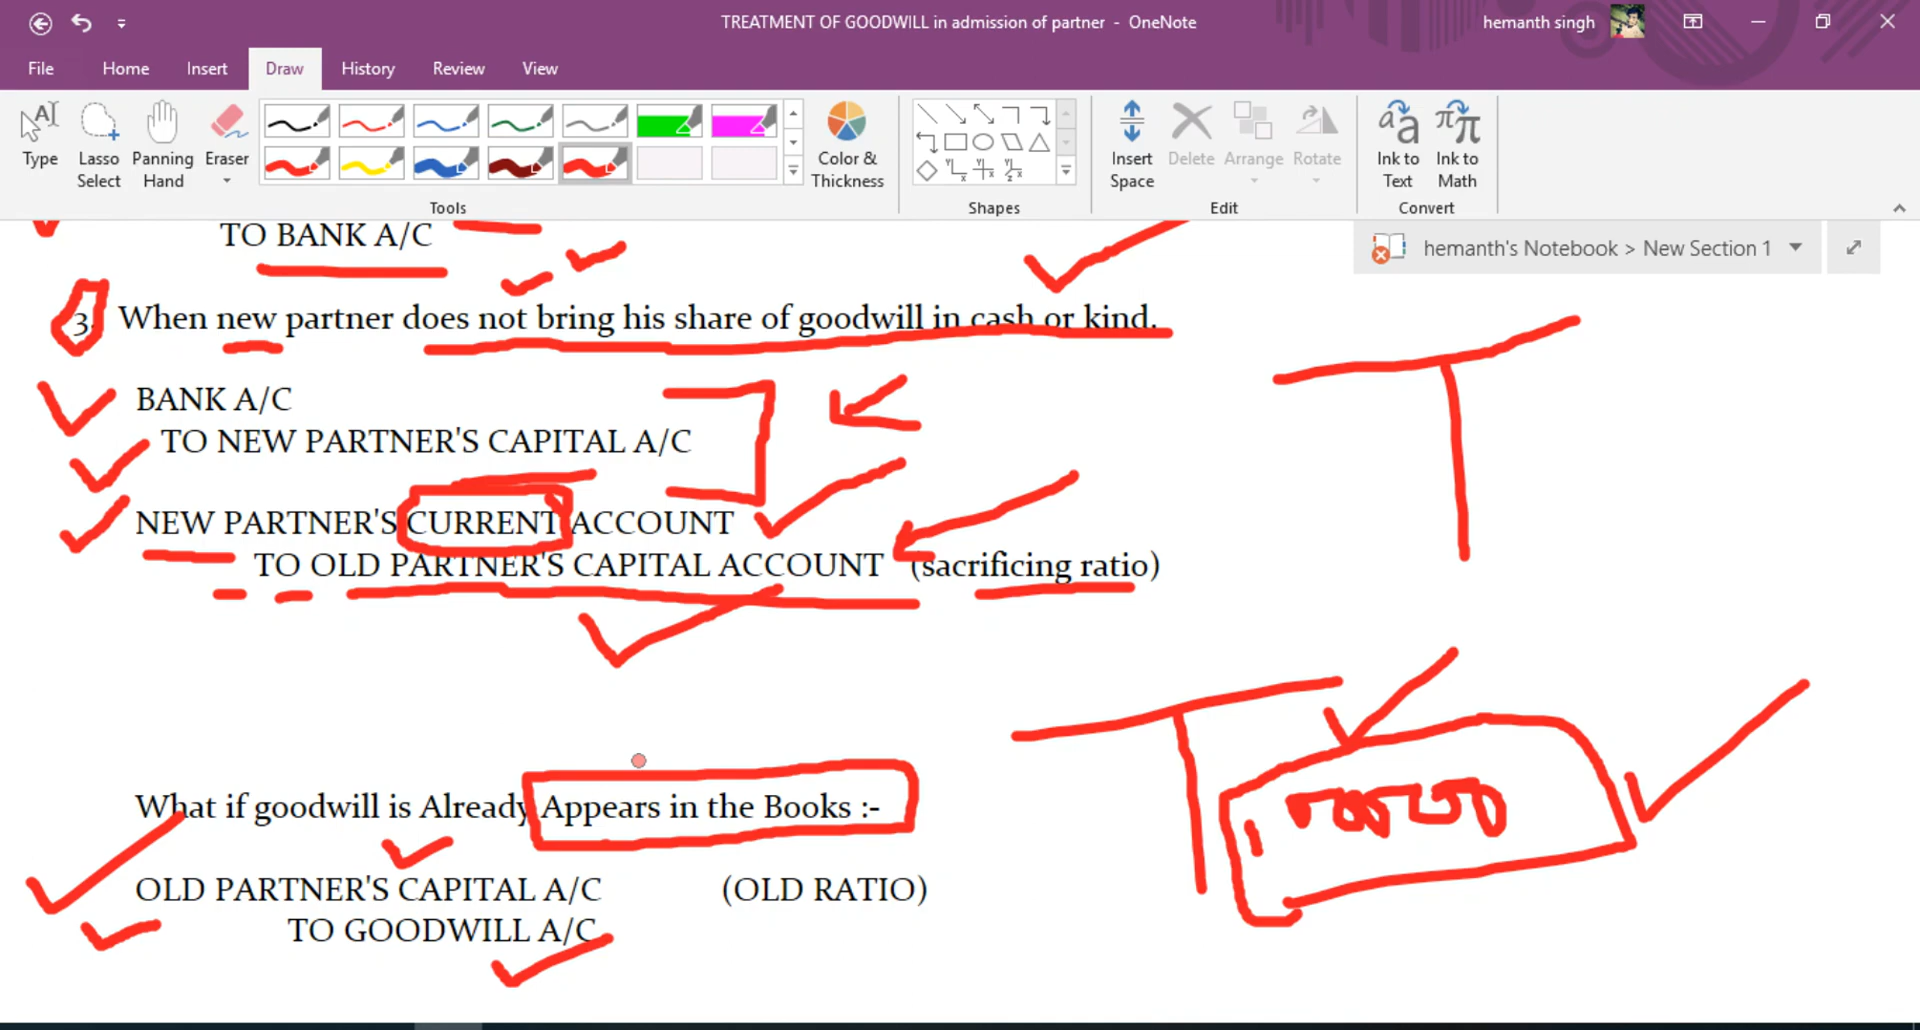 TREATMENT OF GOODWILL in admission of partner - OneNote
hemanth singh
File Home Insert Draw History Review View
Type
Lasso Select
Panning Hand
Eraser
Color & Thickness
Insert Space
Delete
Arrange
Rotate
Ink to Text
Ink to Math
Tools
Shapes
Edit
Convert
hemanth's Notebook > New Section 1
TO BANK A/C
3. When new partner does not bring his share of goodwill in cash or kind.
BANK A/C
TO NEW PARTNER'S CAPITAL A/C
NEW PARTNER'S CURRENT ACCOUNT
TO OLD PARTNER'S CAPITAL ACCOUNT (sacrificing ratio)
What if goodwill is Already Appears in the Books :-
OLD PARTNER'S CAPITAL A/C (OLD RATIO)
TO GOODWILL A/C